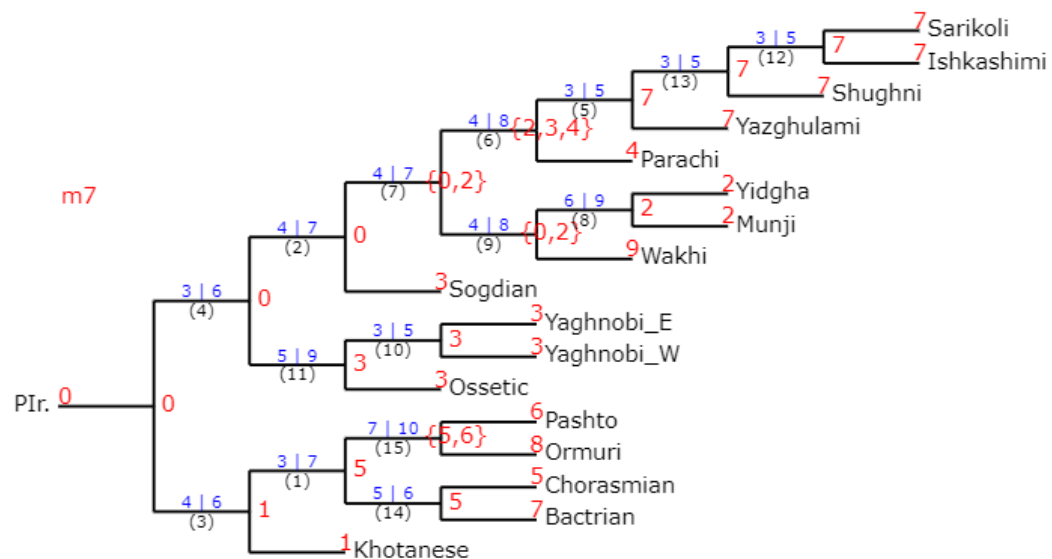 7 Sarikoli
3 | 5
(12)
7
7 Ishkashimi
3 | 5
(13)
7
7 Shughni
3 | 5
(5)
7
7 Yazghulami
4 | 8
(6)
{2,3,4}
4 Parachi
m7
4 | 7
(7)
{0,2}
6 | 9
(8)
2
2 Yidgha
2 Munji
4 | 8
(9)
{0,2}
9 Wakhi
4 | 7
(2)
0
3 Sogdian
3 | 6
(4)
0
3 Yaghnobi_E
3 | 5
(10)
3
3 Yaghnobi_W
5 | 9
(11)
3
3 Ossetic
PIr. 0
0
6 Pashto
7 | 10
(15)
{5,6}
8 Ormuri
3 | 7
(1)
5
5 Chorasmian
5 | 6
(14)
5
7 Bactrian
4 | 6
(3)
1
1 Khotanese